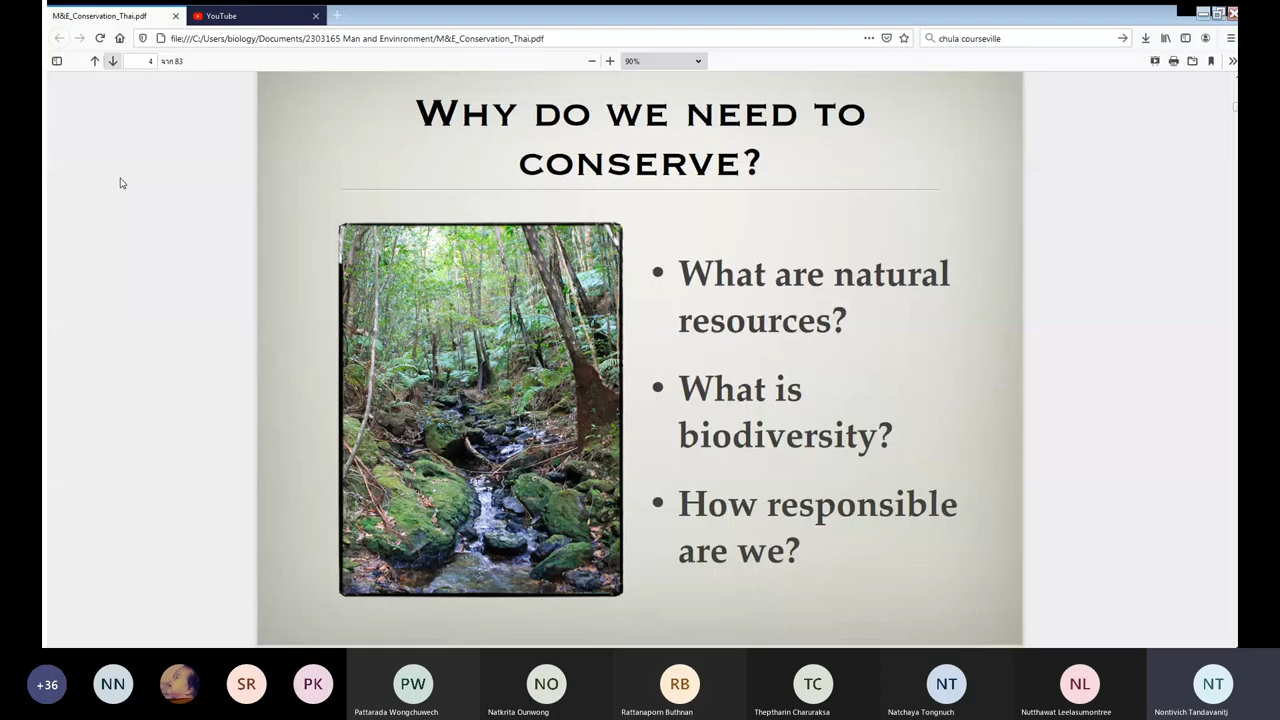 M&E_Conservation_Thai.pdf
YouTube
file:///C:/Users/biology/Documents/2303165 Man and Envinronment/M&E_Conservation_Thai.pdf
chula courseville
4 จาก 83
90%
WHY DO WE NEED TO
CONSERVE?
• What are natural
resources?
• What is
biodiversity?
• How responsible
are we?
+36
NN
SR
PK
PW
NO
RB
TC
NT
NL
NT
Pattarada Wongchuwech
Natkrita Ounwong
Rattanaporn Buthnan
Theptharin Charuraksa
Natchaya Tongnuch
Nutthawat Leelasumontree
Nontivich Tandavanitj